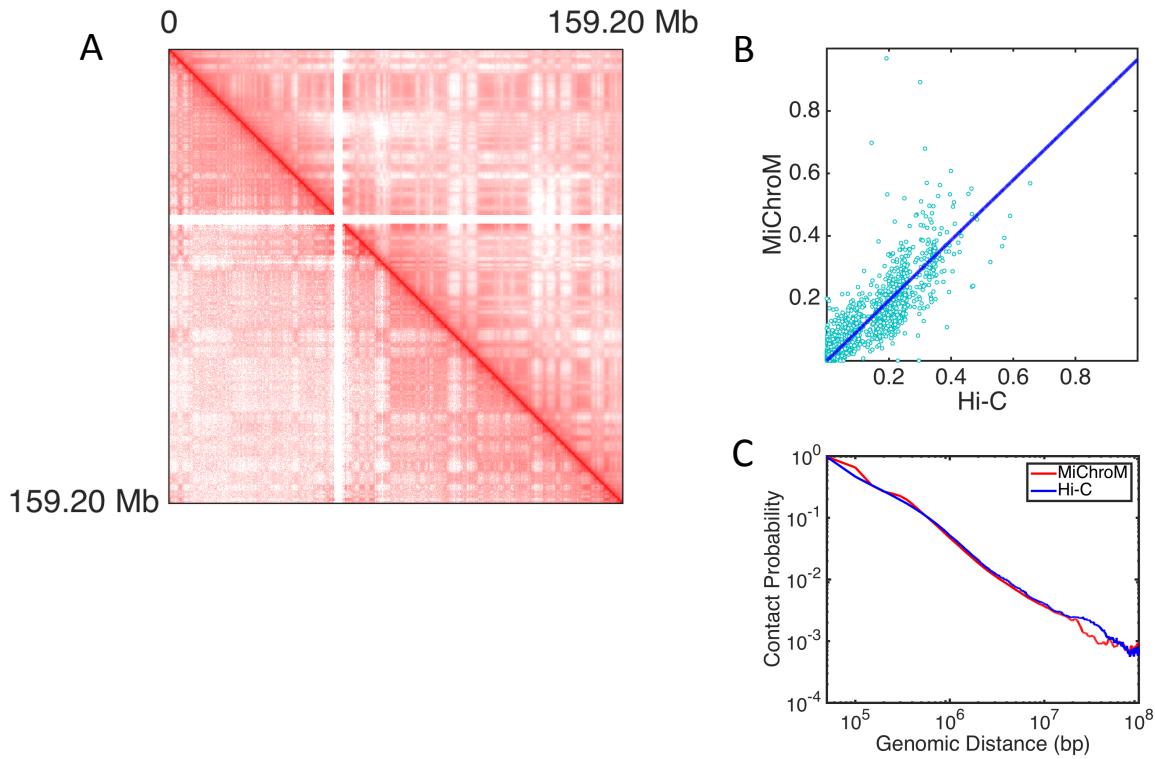 A
0
159.20 Mb
159.20 Mb
B
MiChroM
0.8
0.6
0.4
0.2
0.2
0.4
0.6
0.8
Hi-C
C
Contact Probability
10^0
10^-1
10^-2
10^-3
10^-4
MiChroM
Hi-C
10^5
10^6
10^7
10^8
Genomic Distance (bp)